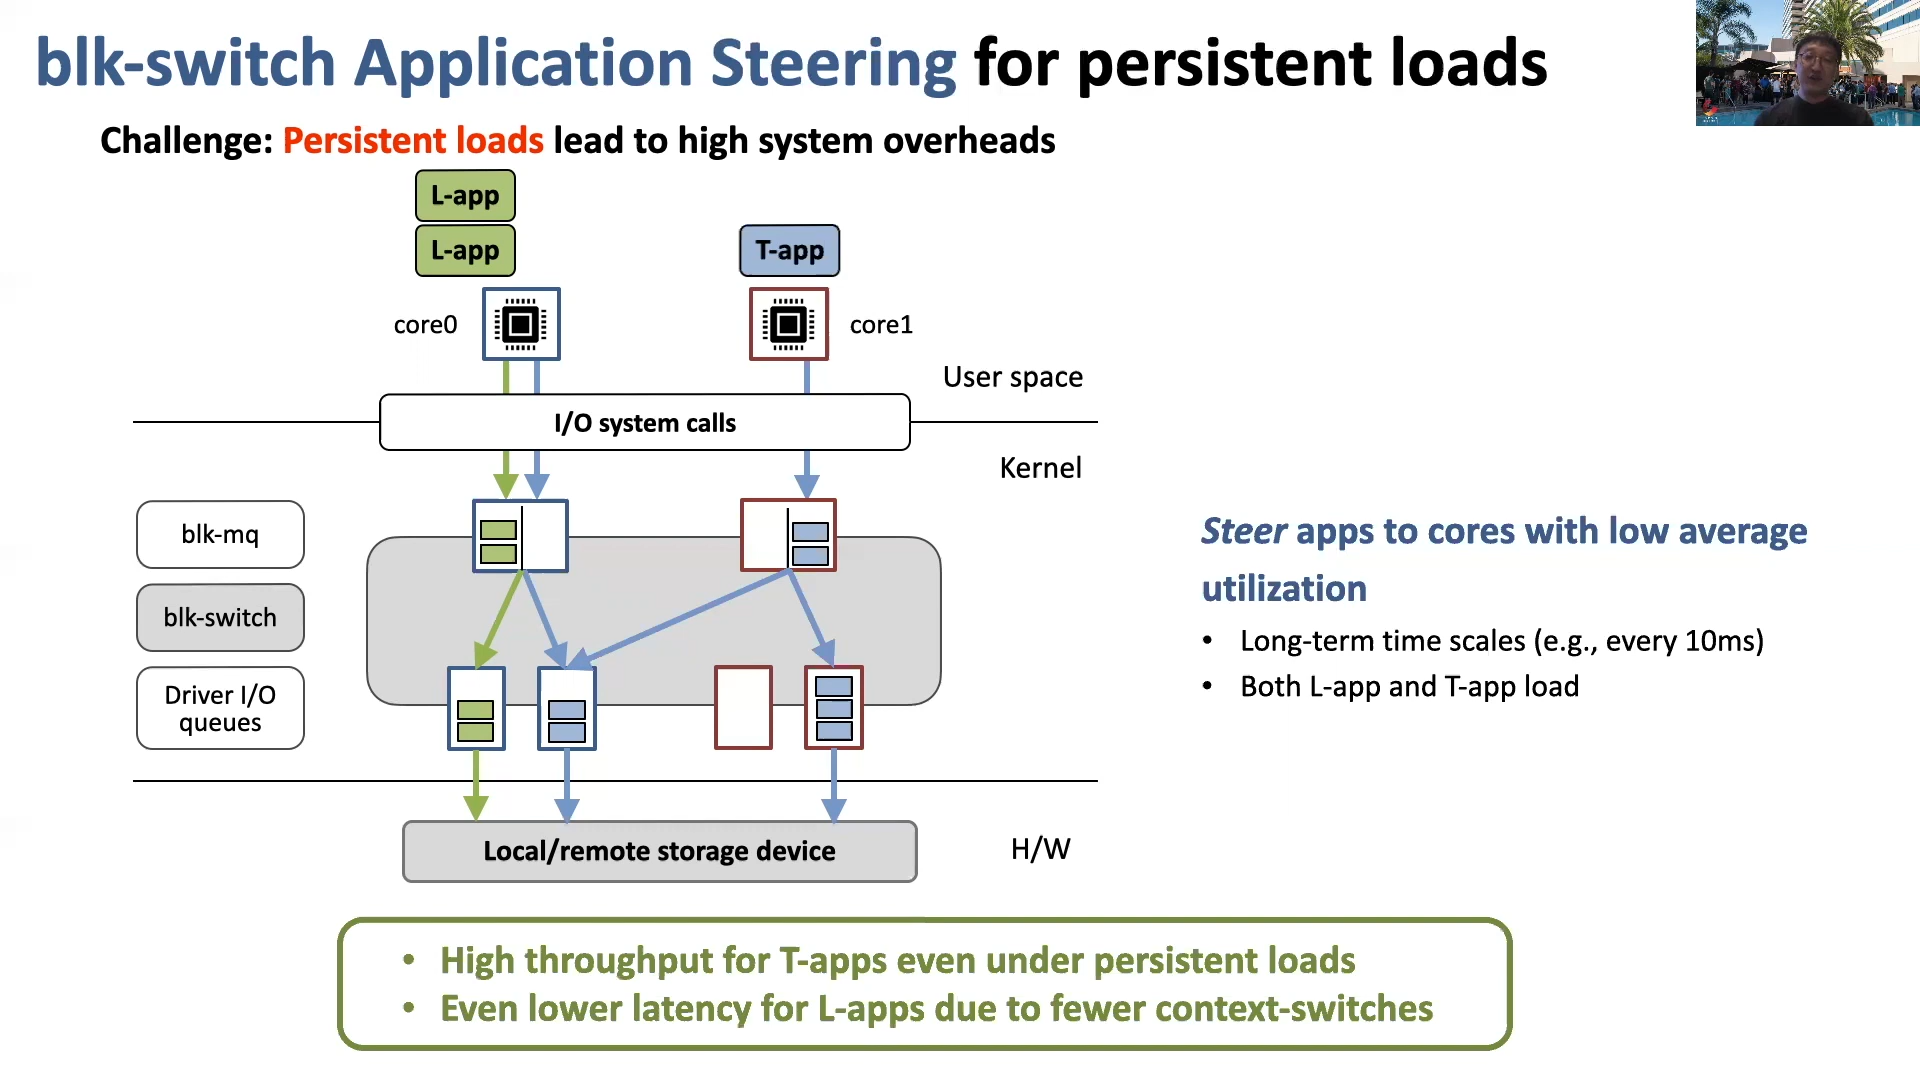 blk-switch Application Steering for persistent loads
Challenge: Persistent loads lead to high system overheads
L-app
L-app
T-app
core0
core1
User space
I/O system calls
Kernel
blk-mq
blk-switch
Driver I/O
queues
Steer apps to cores with low average
utilization
• Long-term time scales (e.g., every 10ms)
• Both L-app and T-app load
Local/remote storage device
H/W
• High throughput for T-apps even under persistent loads
• Even lower latency for L-apps due to fewer context-switches